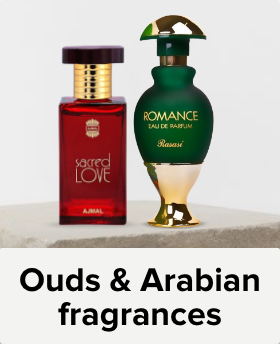 sacred
LOVE
AJMAL
ROMANCE
EAU DE PARFUM
Rasasi
Ouds & Arabian
fragrances